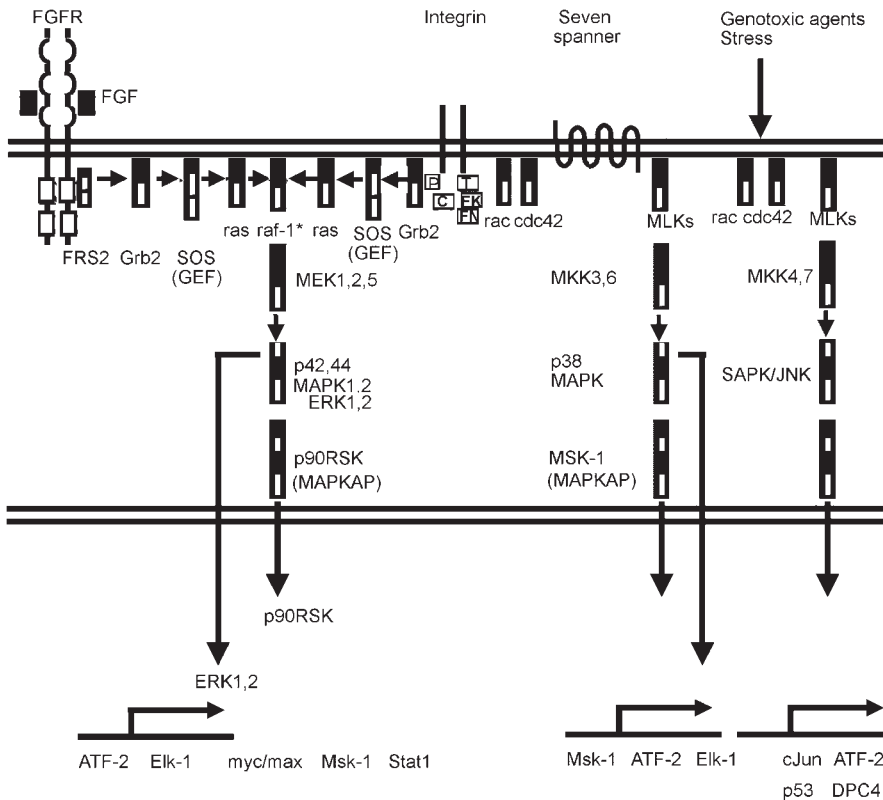 FGFR
Integrin
Seven
spanner
Genotoxic agents
Stress
FGF
P
C
T
FK
FN
ras raf-1* ras
SOS
(GEF)
Grb2
rac cdc42
MLKs
rac cdc42
MLKs
FRS2 Grb2
SOS
(GEF)
MEK1,2,5
MKK3,6
MKK4,7
p42,44
MAPK1.2
ERK1,2
p38
MAPK
SAPK/JNK
p90RSK
(MAPKAP)
MSK-1
(MAPKAP)
p90RSK
ERK1,2
ATF-2 Elk-1 myc/max Msk-1 Stat1
Msk-1 ATF-2 Elk-1
cJun ATF-2
p53 DPC4